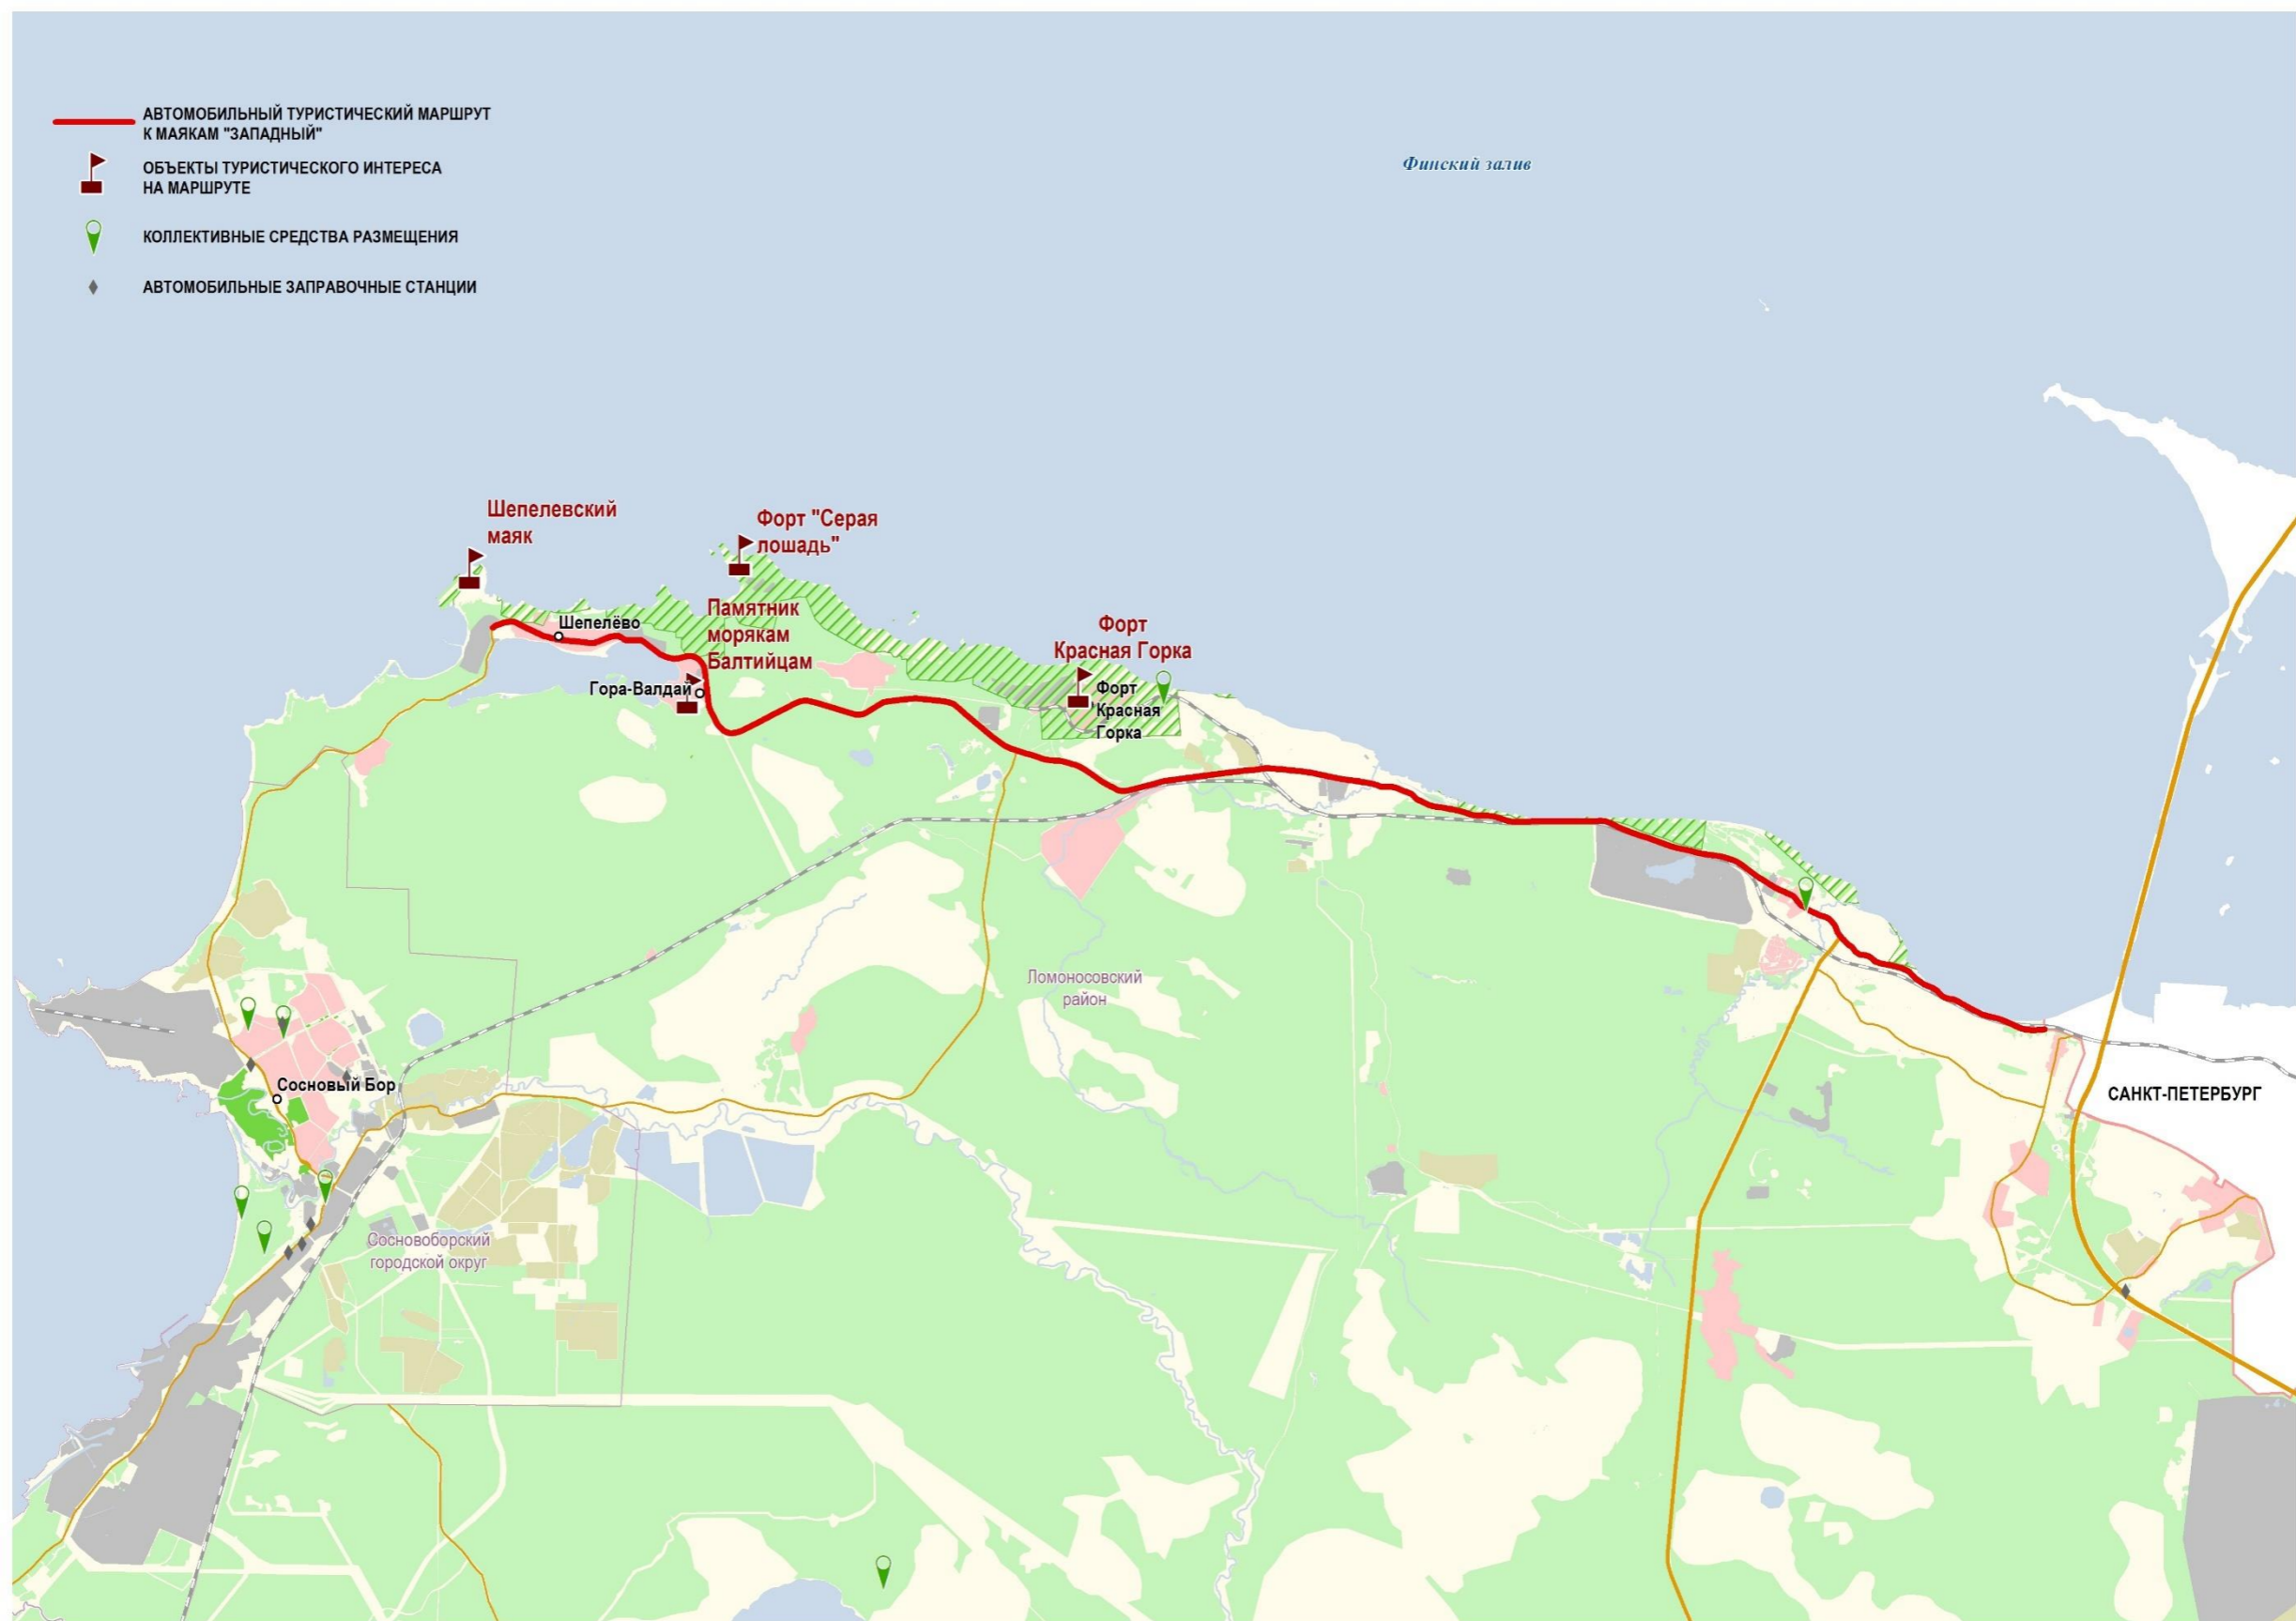 АВТОМОБИЛЬНЫЙ ТУРИСТИЧЕСКИЙ МАРШРУТ
К МАЯКАМ "ЗАПАДНЫЙ"
ОБЪЕКТЫ ТУРИСТИЧЕСКОГО ИНТЕРЕСА
НА МАРШРУТЕ
КОЛЛЕКТИВНЫЕ СРЕДСТВА РАЗМЕЩЕНИЯ
АВТОМОБИЛЬНЫЕ ЗАПРАВОЧНЫЕ СТАНЦИИ
Финский залив
Шепелевский
маяк
Форт "Серая
лошадь"
Шепелёво
Памятник
морякам
Балтийцам
Гора-Валдай
Форт
Красная Горка
Форт
Красная
Горка
Ломоносовский
район
Сосновый Бор
САНКТ-ПЕТЕРБУРГ
Сосновоборский
городской округ